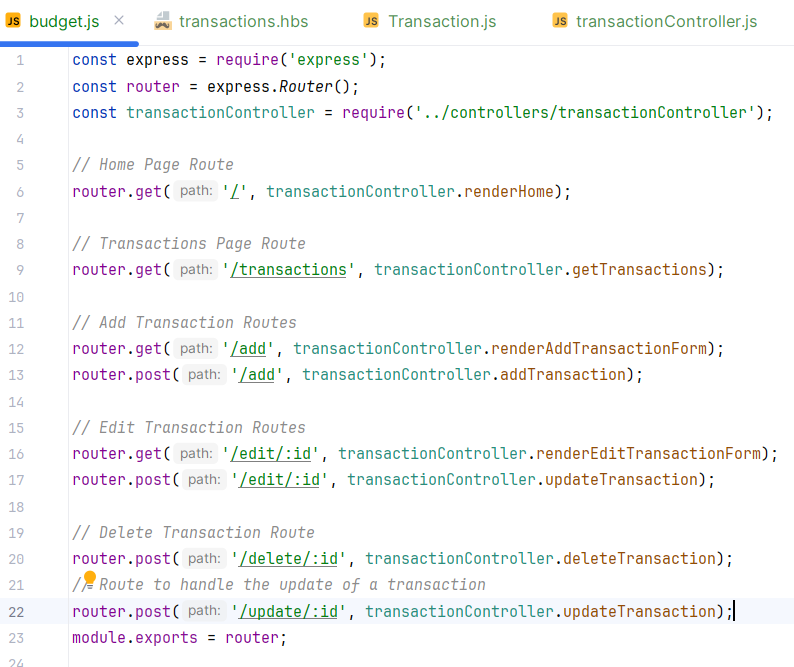 JS budget.js × transactions.hbs JS Transaction.js JS transactionController.js
1 const express = require('express');
2 const router = express.Router();
3 const transactionController = require('../controllers/transactionController');
4
5 // Home Page Route
6 router.get( path: '/', transactionController.renderHome);
7
8 // Transactions Page Route
9 router.get( path: '/transactions', transactionController.getTransactions);
10
11 // Add Transaction Routes
12 router.get( path: '/add', transactionController.renderAddTransactionForm);
13 router.post( path: '/add', transactionController.addTransaction);
14
15 // Edit Transaction Routes
16 router.get( path: '/edit/:id', transactionController.renderEditTransactionForm);
17 router.post( path: '/edit/:id', transactionController.updateTransaction);
18
19 // Delete Transaction Route
20 router.post( path: '/delete/:id', transactionController.deleteTransaction);
21 // Route to handle the update of a transaction
22 router.post( path: '/update/:id', transactionController.updateTransaction);
23 module.exports = router;
24